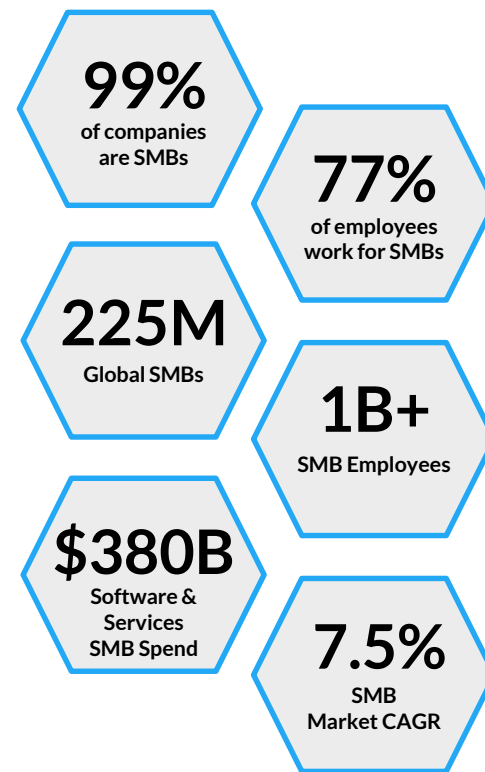 99%
of companies
are SMBs
77%
of employees
work for SMBs
225M
Global SMBs
1B+
SMB Employees
$380B
Software &
Services
SMB Spend
7.5%
SMB
Market CAGR